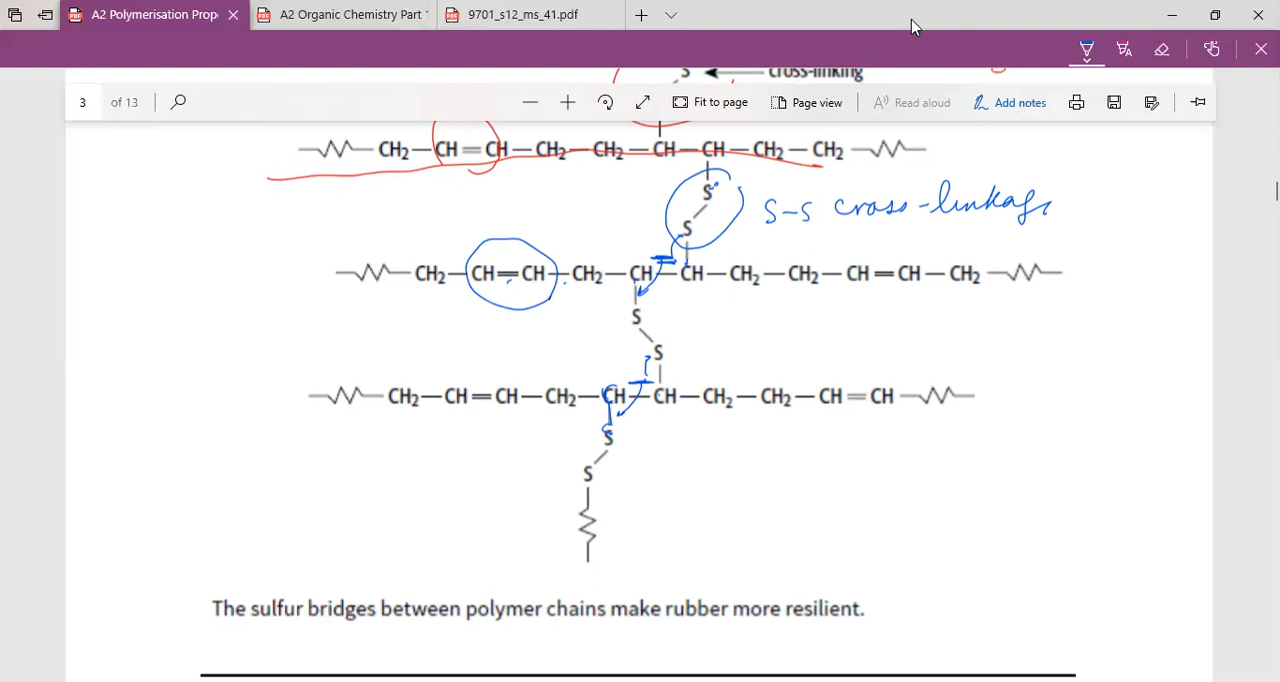 A2 Polymerisation Prop
A2 Organic Chemistry Part 1
9701_s12_ms_41.pdf
S ← cross-linking
3 of 13
Fit to page
Page view
Read aloud
Add notes
CH2—CH=CH—CH2—CH2—CH—CH—CH2—CH2
S
S
S-S cross-linkage
CH2—CH=CH—CH2—CH—CH—CH2—CH2—CH=CH—CH2
S
S
CH2—CH=CH—CH2—CH—CH—CH2—CH2—CH=CH
S
S
The sulfur bridges between polymer chains make rubber more resilient.